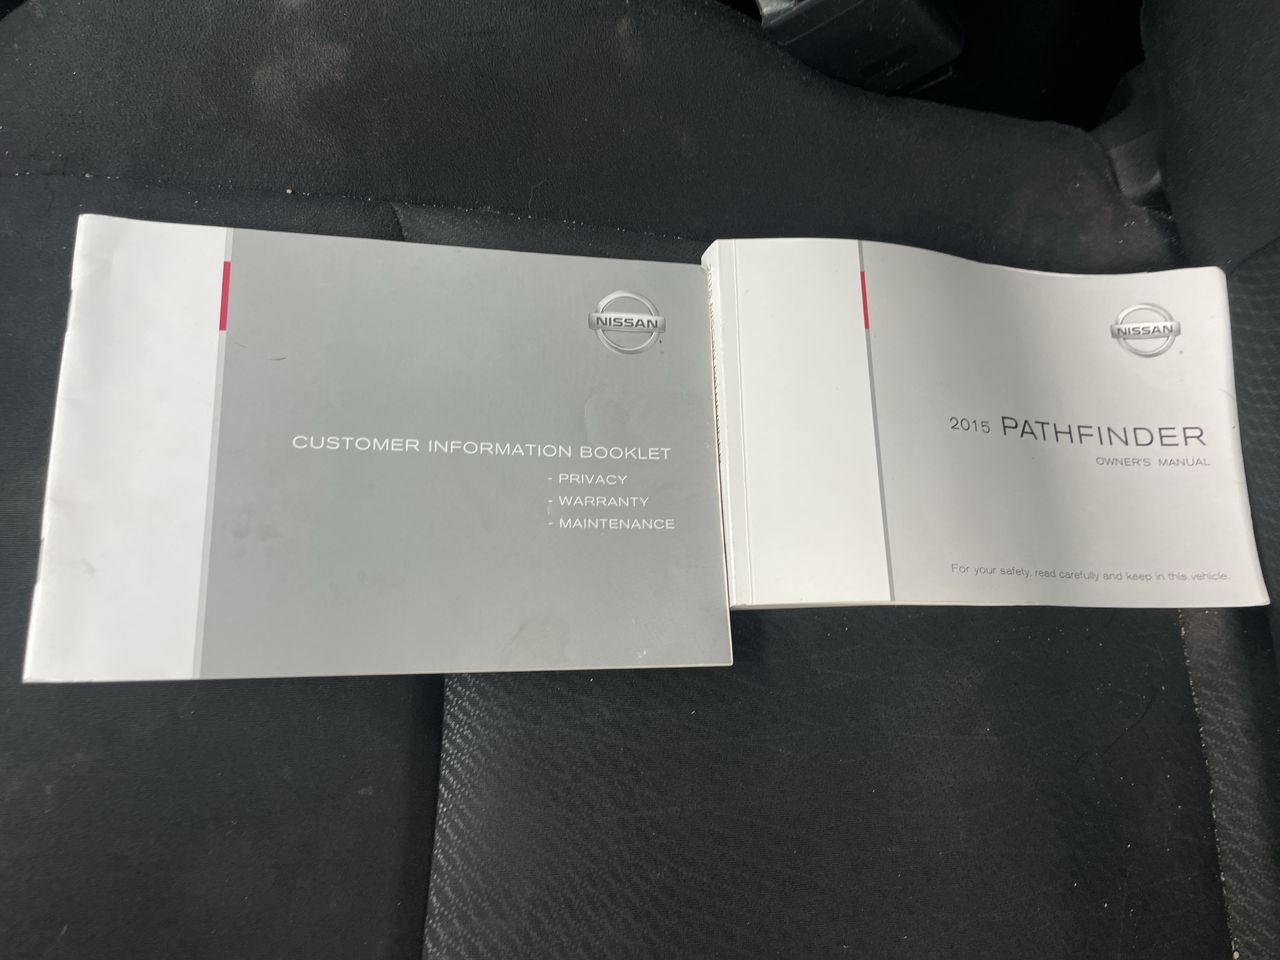 NISSAN
CUSTOMER INFORMATION BOOKLET
- PRIVACY
- WARRANTY
- MAINTENANCE
NISSAN
2015 PATHFINDER
OWNER'S MANUAL
For your safety, read carefully and keep in this vehicle.